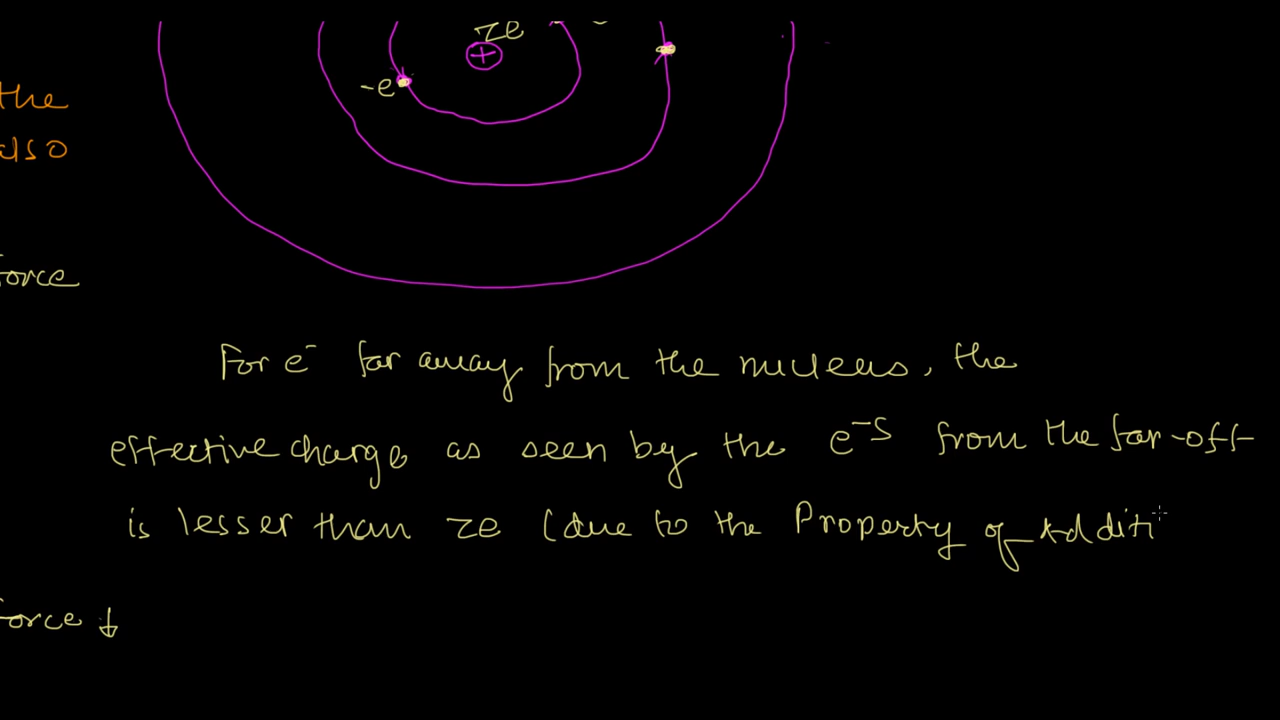 ze
-e
the
also
force
For e⁻ far away from the nucleus, the
effective charge as seen by the e⁻s from the far-off
is lesser than ze (due to the Property of Additi
force ↓